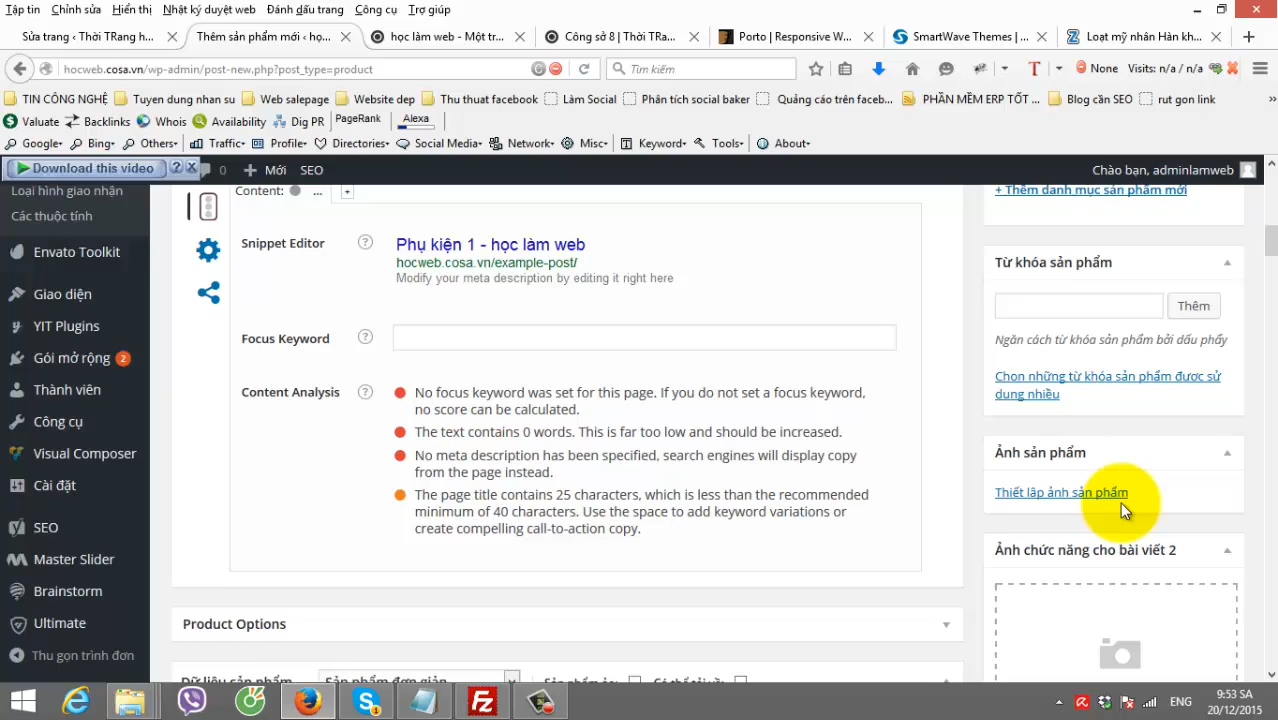 Tập tin Chỉnh sửa Hiển thị Nhật ký duyệt web Đánh dấu trang Công cụ Trợ giúp
Sửa trang ‹ Thời TRang h... Thêm sản phẩm mới ‹ họ... học làm web - Một tr... Công sở 8 | Thời TRa... Porto | Responsive W... SmartWave Themes | ... Loạt mỹ nhân Hàn kh...
hocweb.cosa.vn/wp-admin/post-new.php?post_type=product Tìm kiếm None Visits: n/a / n/a
TIN CÔNG NGHỆ Tuyen dung nhan su Web salepage Website dep Thu thuat facebook Làm Social Phân tích social baker Quảng cáo trên faceb... PHẦN MỀM ERP TỐT ... Blog cần SEO rut gon link
Valuate Backlinks Whois Availability Dig PR PageRank Alexa
Google Bing Others Traffic Profile Directories Social Media Network Misc Keyword Tools About
Download this video ? 0 Mới SEO Chào bạn, adminlamweb
Loại hình giao nhận
Các thuộc tính
Envato Toolkit
Giao diện
YIT Plugins
Gói mở rộng 2
Thành viên
Công cụ
Visual Composer
Cài đặt
SEO
Master Slider
Brainstorm
Ultimate
Thu gọn trình đơn
Content: ... +
Snippet Editor ? Phụ kiện 1 - học làm web
hocweb.cosa.vn/example-post/
Modify your meta description by editing it right here
Focus Keyword ?
Content Analysis ? No focus keyword was set for this page. If you do not set a focus keyword,
no score can be calculated.
The text contains 0 words. This is far too low and should be increased.
No meta description has been specified, search engines will display copy
from the page instead.
The page title contains 25 characters, which is less than the recommended
minimum of 40 characters. Use the space to add keyword variations or
create compelling call-to-action copy.
Product Options
Dữ liệu sản phẩm Sản phẩm đơn giản Sản phẩm ảo: Có thể tải về:
+ Thêm danh mục sản phẩm mới
Từ khóa sản phẩm
Thêm
Ngăn cách từ khóa sản phẩm bởi dấu phẩy
Chọn những từ khóa sản phẩm được sử
dụng nhiều
Ảnh sản phẩm
Thiết lập ảnh sản phẩm
Ảnh chức năng cho bài viết 2
ENG
9:53 SA
20/12/2015